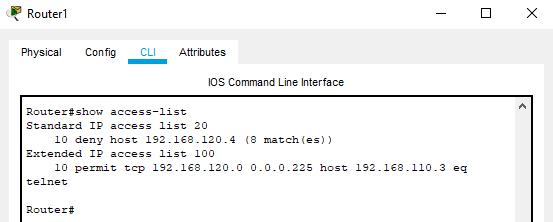 Router1
Physical Config CLI Attributes
IOS Command Line Interface
Router#show access-list
Standard IP access list 20
10 deny host 192.168.120.4 (8 match(es))
Extended IP access list 100
10 permit tcp 192.168.120.0 0.0.0.225 host 192.168.110.3 eq
telnet
Router#